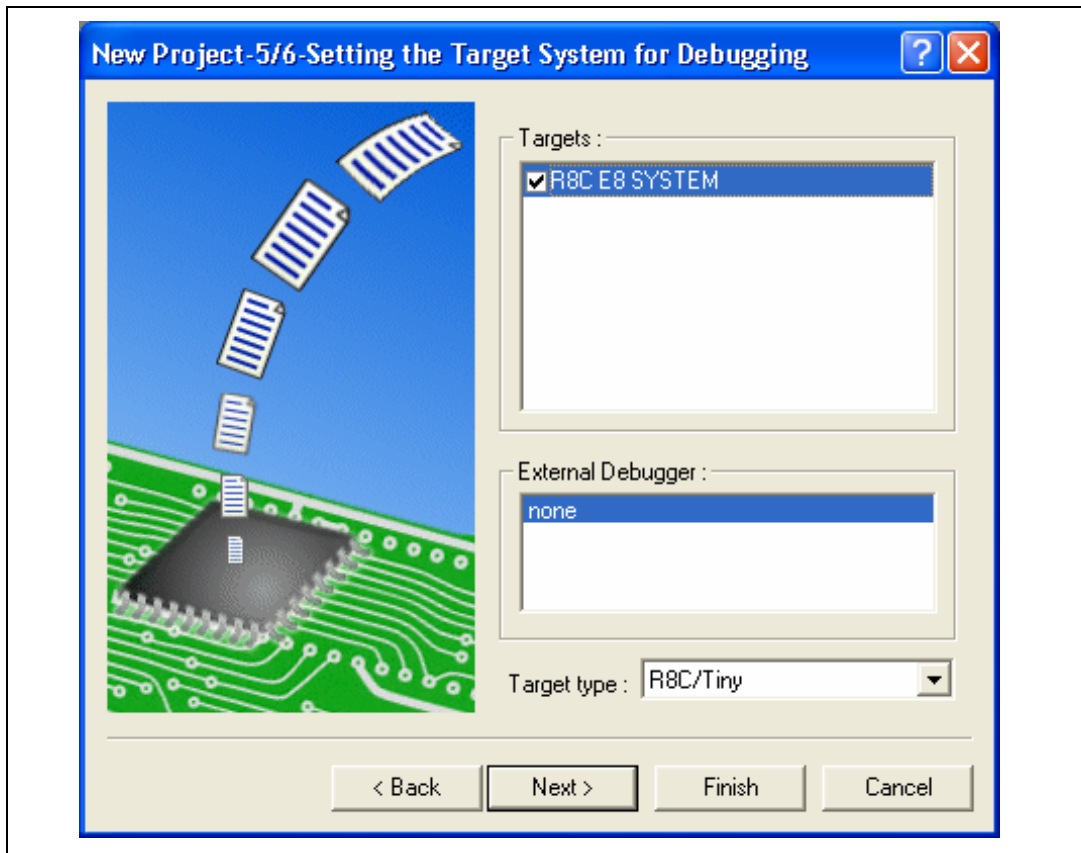 New Project-5/6-Setting the Target System for Debugging
Targets :
R8C E8 SYSTEM
External Debugger :
none
Target type : R8C/Tiny
< Back Next > Finish Cancel